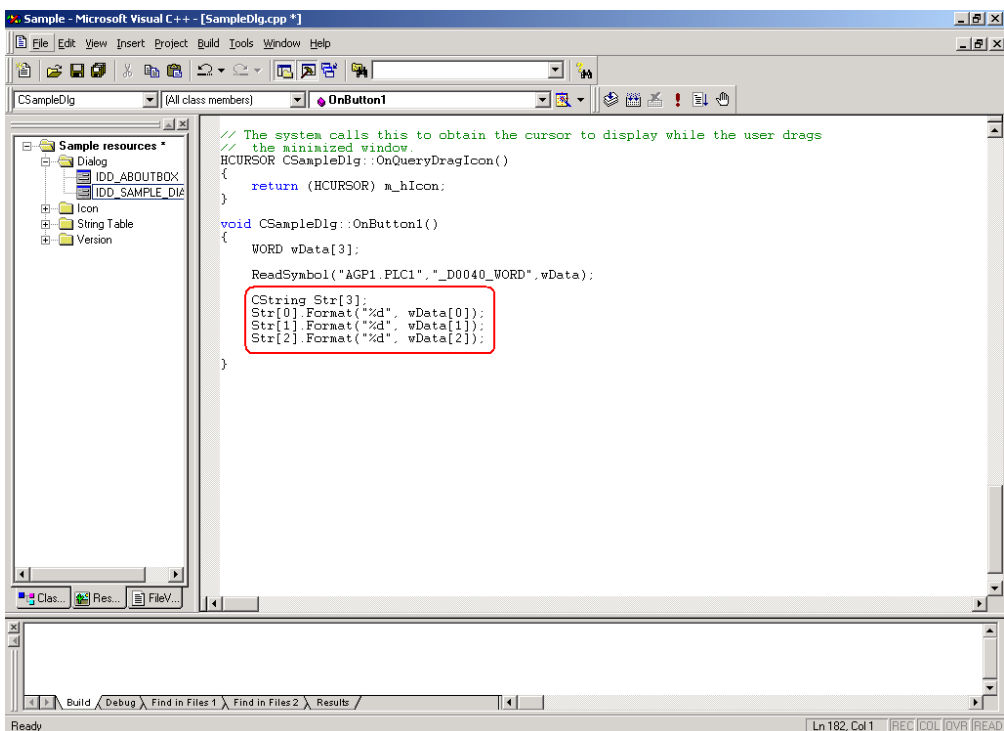 Sample - Microsoft Visual C++ - [SampleDlg.cpp *]
File Edit View Insert Project Build Tools Window Help
CSampleDlg (All class members) OnButton1
Sample resources *
Dialog
IDD_ABOUTBOX
IDD_SAMPLE_DIA
Icon
String Table
Version
Clas... Res... FileV...
// The system calls this to obtain the cursor to display while the user drags
//  the minimized window.
HCURSOR CSampleDlg::OnQueryDragIcon()
{
    return (HCURSOR) m_hIcon;
}
void CSampleDlg::OnButton1()
{
    WORD wData[3];
    ReadSymbol("AGP1.PLC1","_D0040_WORD",wData);
    CString Str[3];
    Str[0].Format("%d", wData[0]);
    Str[1].Format("%d", wData[1]);
    Str[2].Format("%d", wData[2]);
}
Build Debug Find in Files 1 Find in Files 2 Results
Ready Ln 182, Col 1 REC COL OVR READ